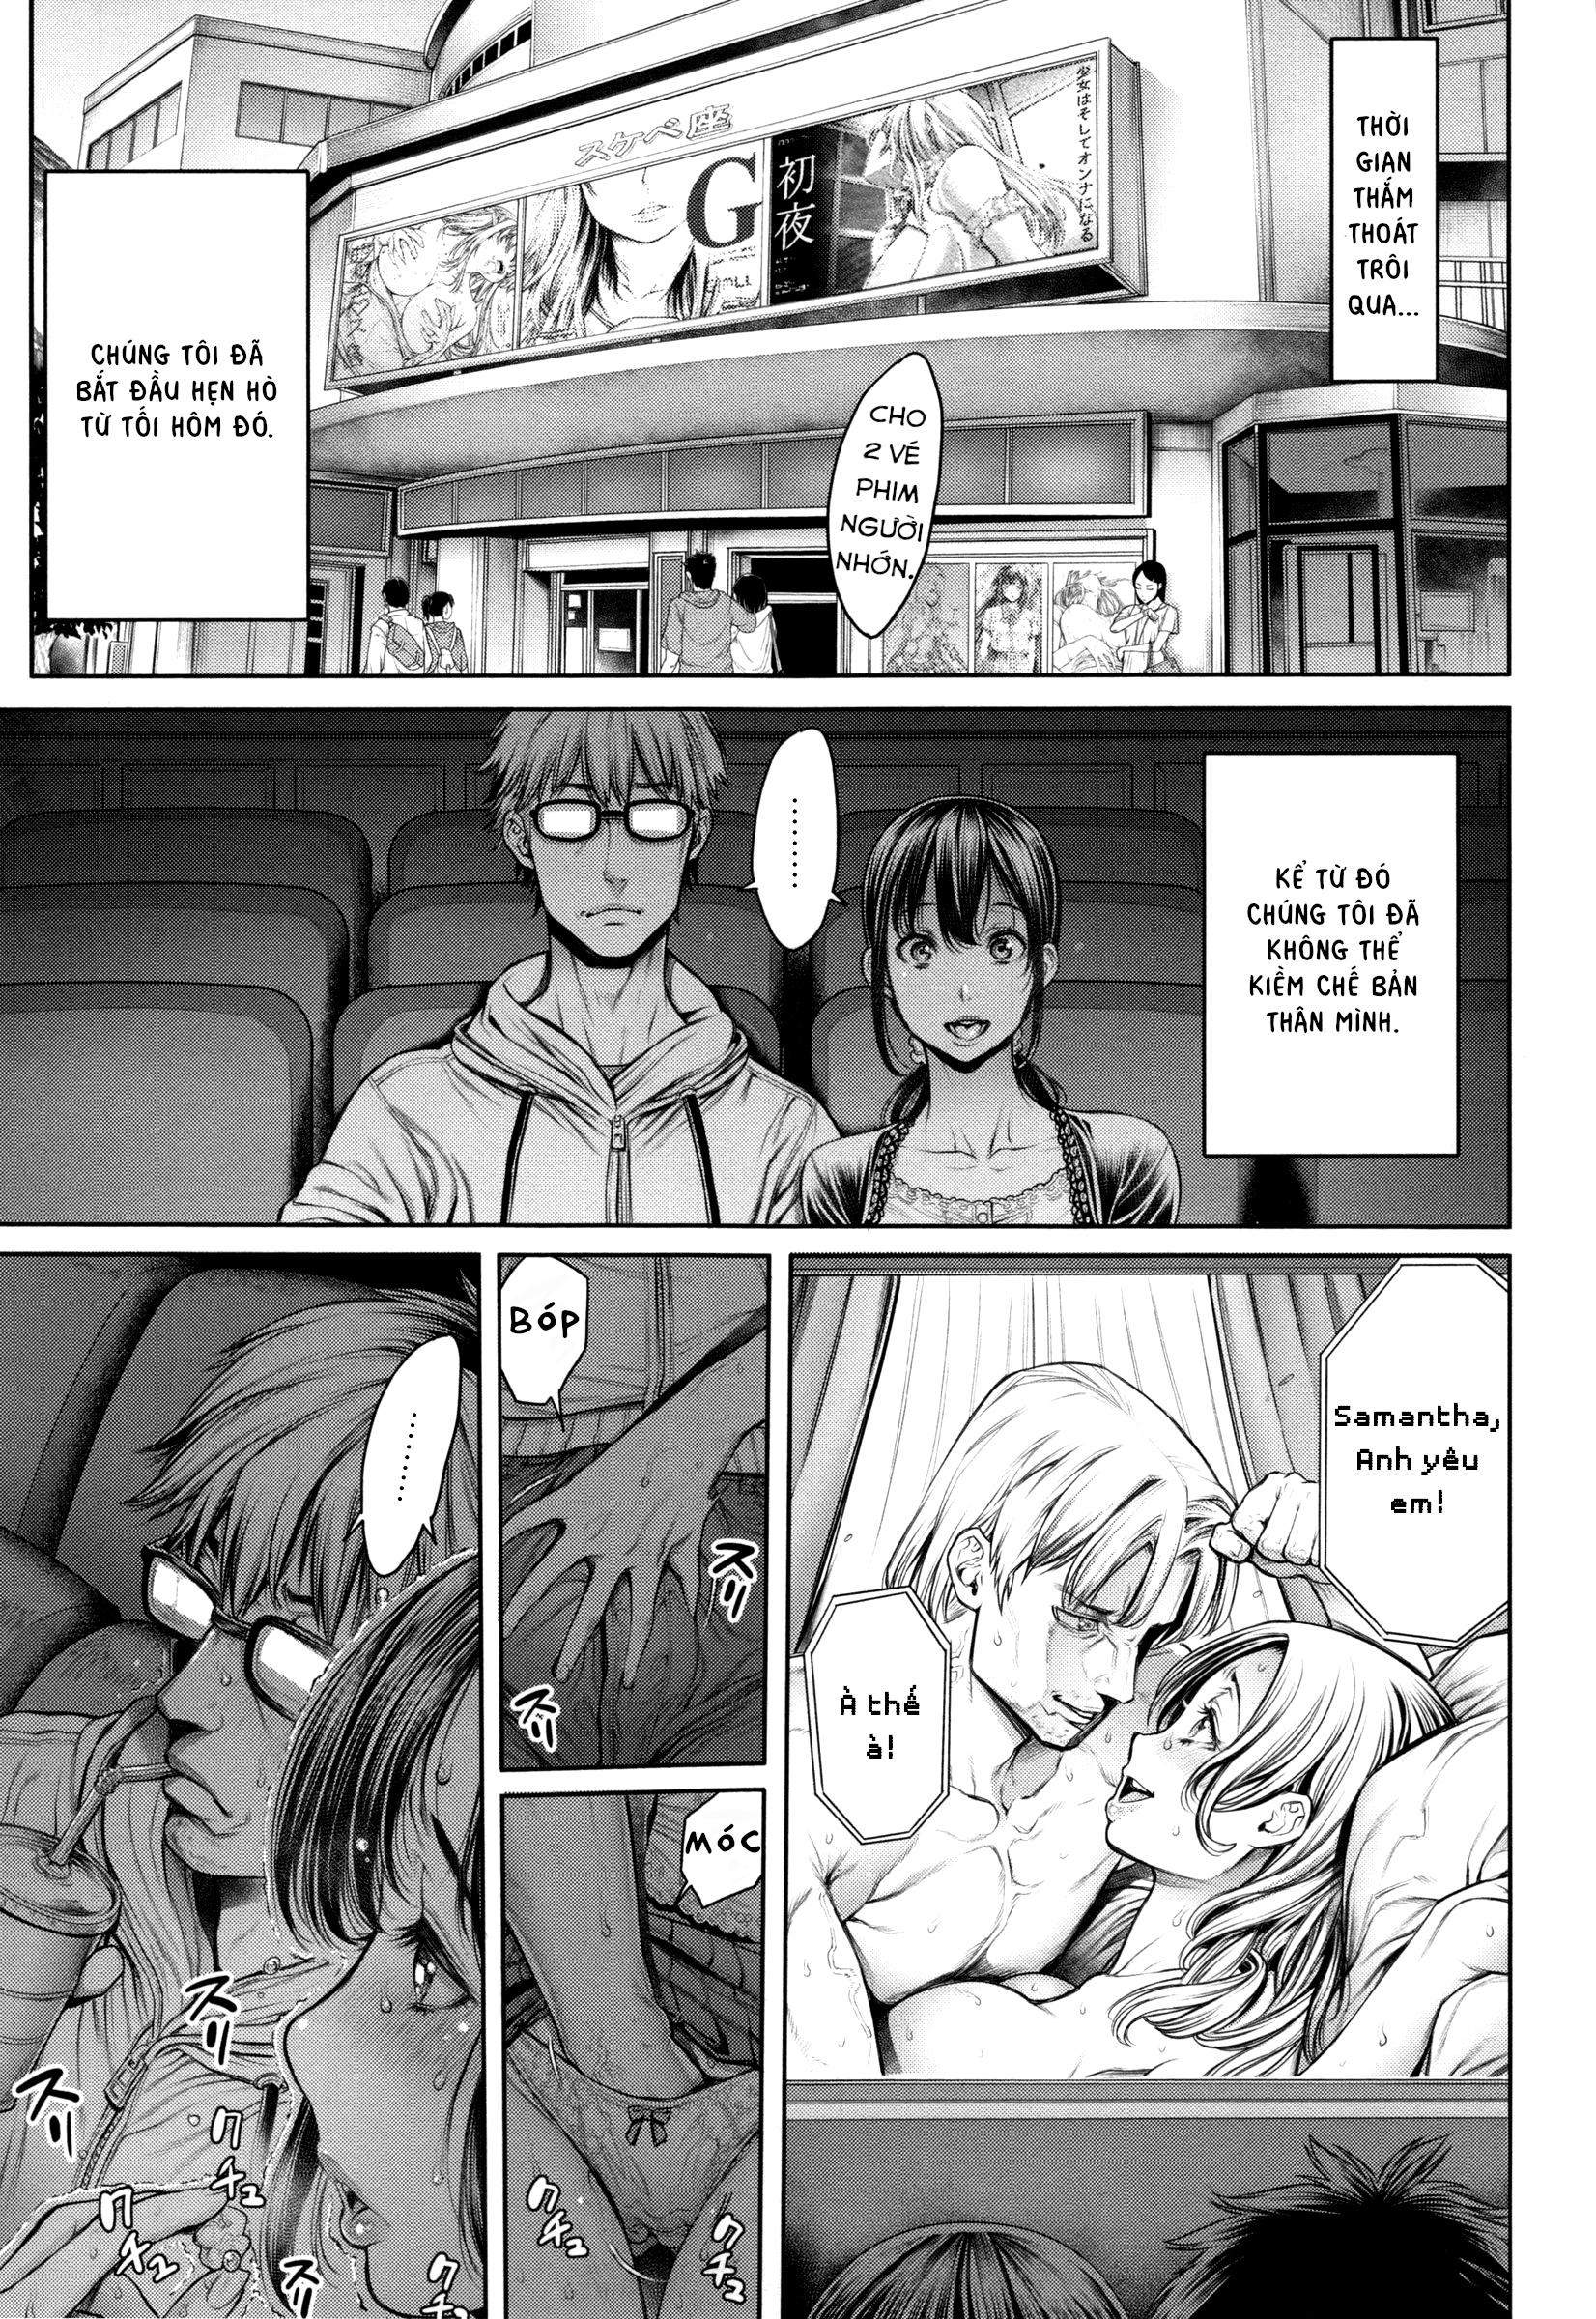 THỜI
GIAN
THẮM
THOÁT
TRÔI
QUA...
スケベ座
G
初夜
少女はそしてオンナになる
CHÚNG TÔI ĐÃ
BẮT ĐẦU HẸN HÒ
TỪ TỐI HÔM ĐÓ.
CHO
2 VÉ
PHIM
NGƯỜI
NHỚN.
KỂ TỪ ĐÓ
CHÚNG TÔI ĐÃ
KHÔNG THỂ
KIỀM CHẾ BẢN
THÂN MÌNH.
.........
Samantha,
Anh yêu
em!
À thế
à!
BÓP
スリ
スリ
MÓC
クチュ
クチュ
........
スリ
スリ
クチュ
クチュ
スリ
クチュ